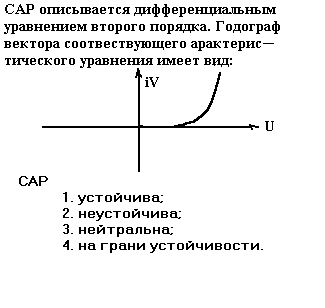 САР описывается дифференциальным
уравнением второго порядка. Годограф
вектора соотвествующего арактерис—
тического уравнения имеет вид:
iV
U
САР
1. устойчива;
2. неустойчива;
3. нейтральна;
4. на грани устойчивости.